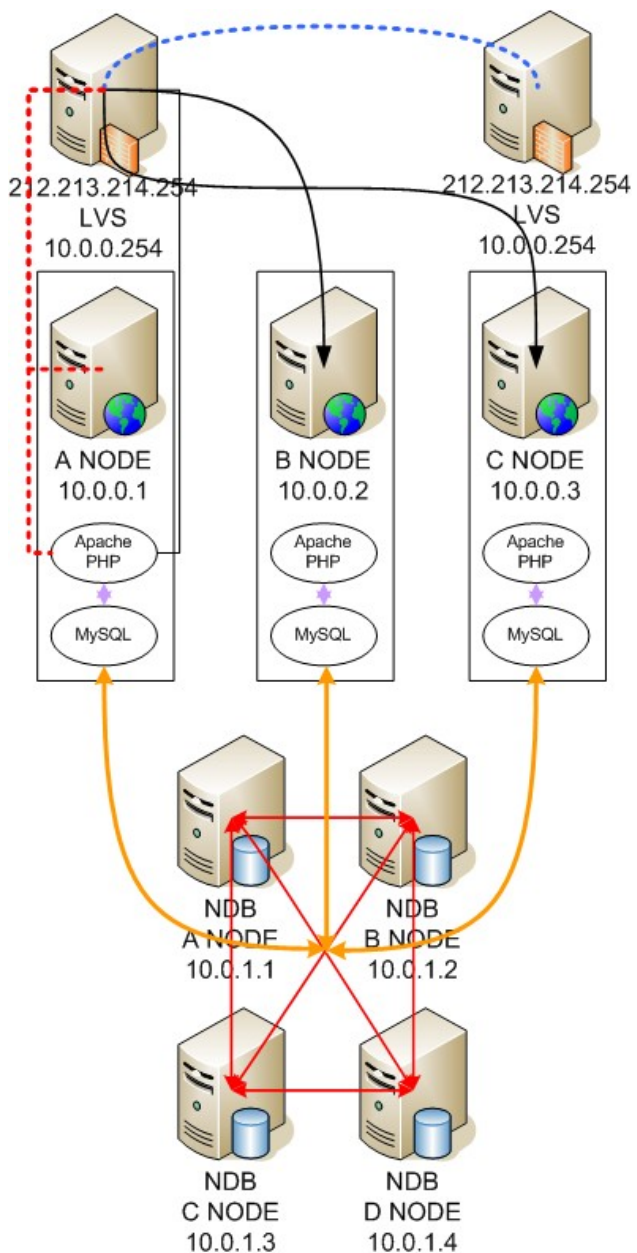 212.213.214.254
LVS
10.0.0.254
212.213.214.254
LVS
10.0.0.254
A NODE
10.0.0.1
B NODE
10.0.0.2
C NODE
10.0.0.3
Apache
PHP
MySQL
Apache
PHP
MySQL
Apache
PHP
MySQL
NDB
A NODE
10.0.1.1
NDB
B NODE
10.0.1.2
NDB
C NODE
10.0.1.3
NDB
D NODE
10.0.1.4